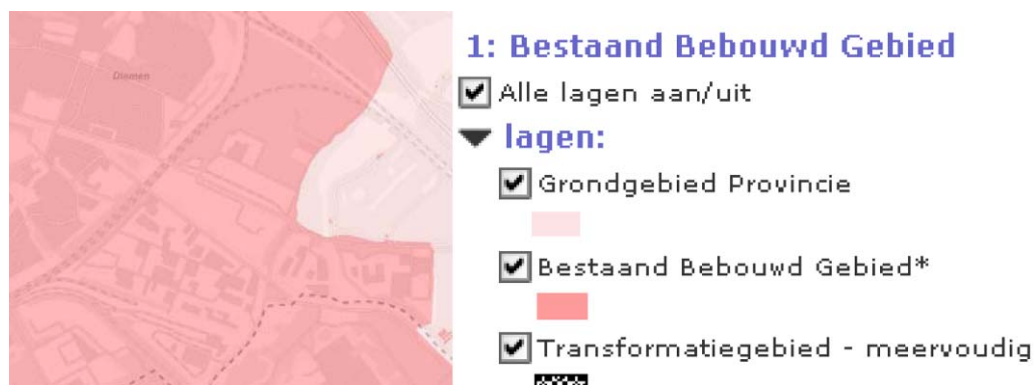 Diemen
1: Bestaand Bebouwd Gebied
Alle lagen aan/uit
lagen:
Grondgebied Provincie
Bestaand Bebouwd Gebied*
Transformatiegebied - meervoudig